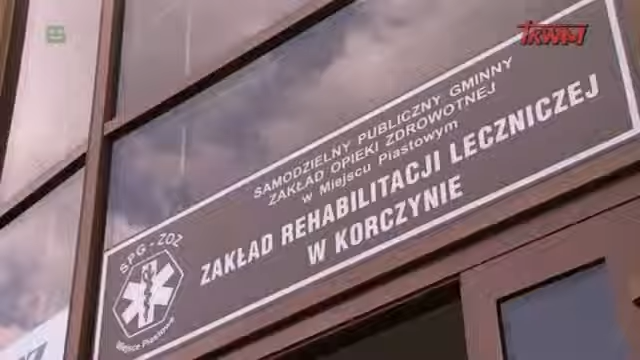 TRWAM
SAMODZIELNY PUBLICZNY GMINNY
ZAKŁAD OPIEKI ZDROWOTNEJ
w Miejscu Piastowym
ZAKŁAD REHABILITACJI LECZNICZEJ
W KORCZYNIE
SPG-ZOZ
Miejsce Piastowe